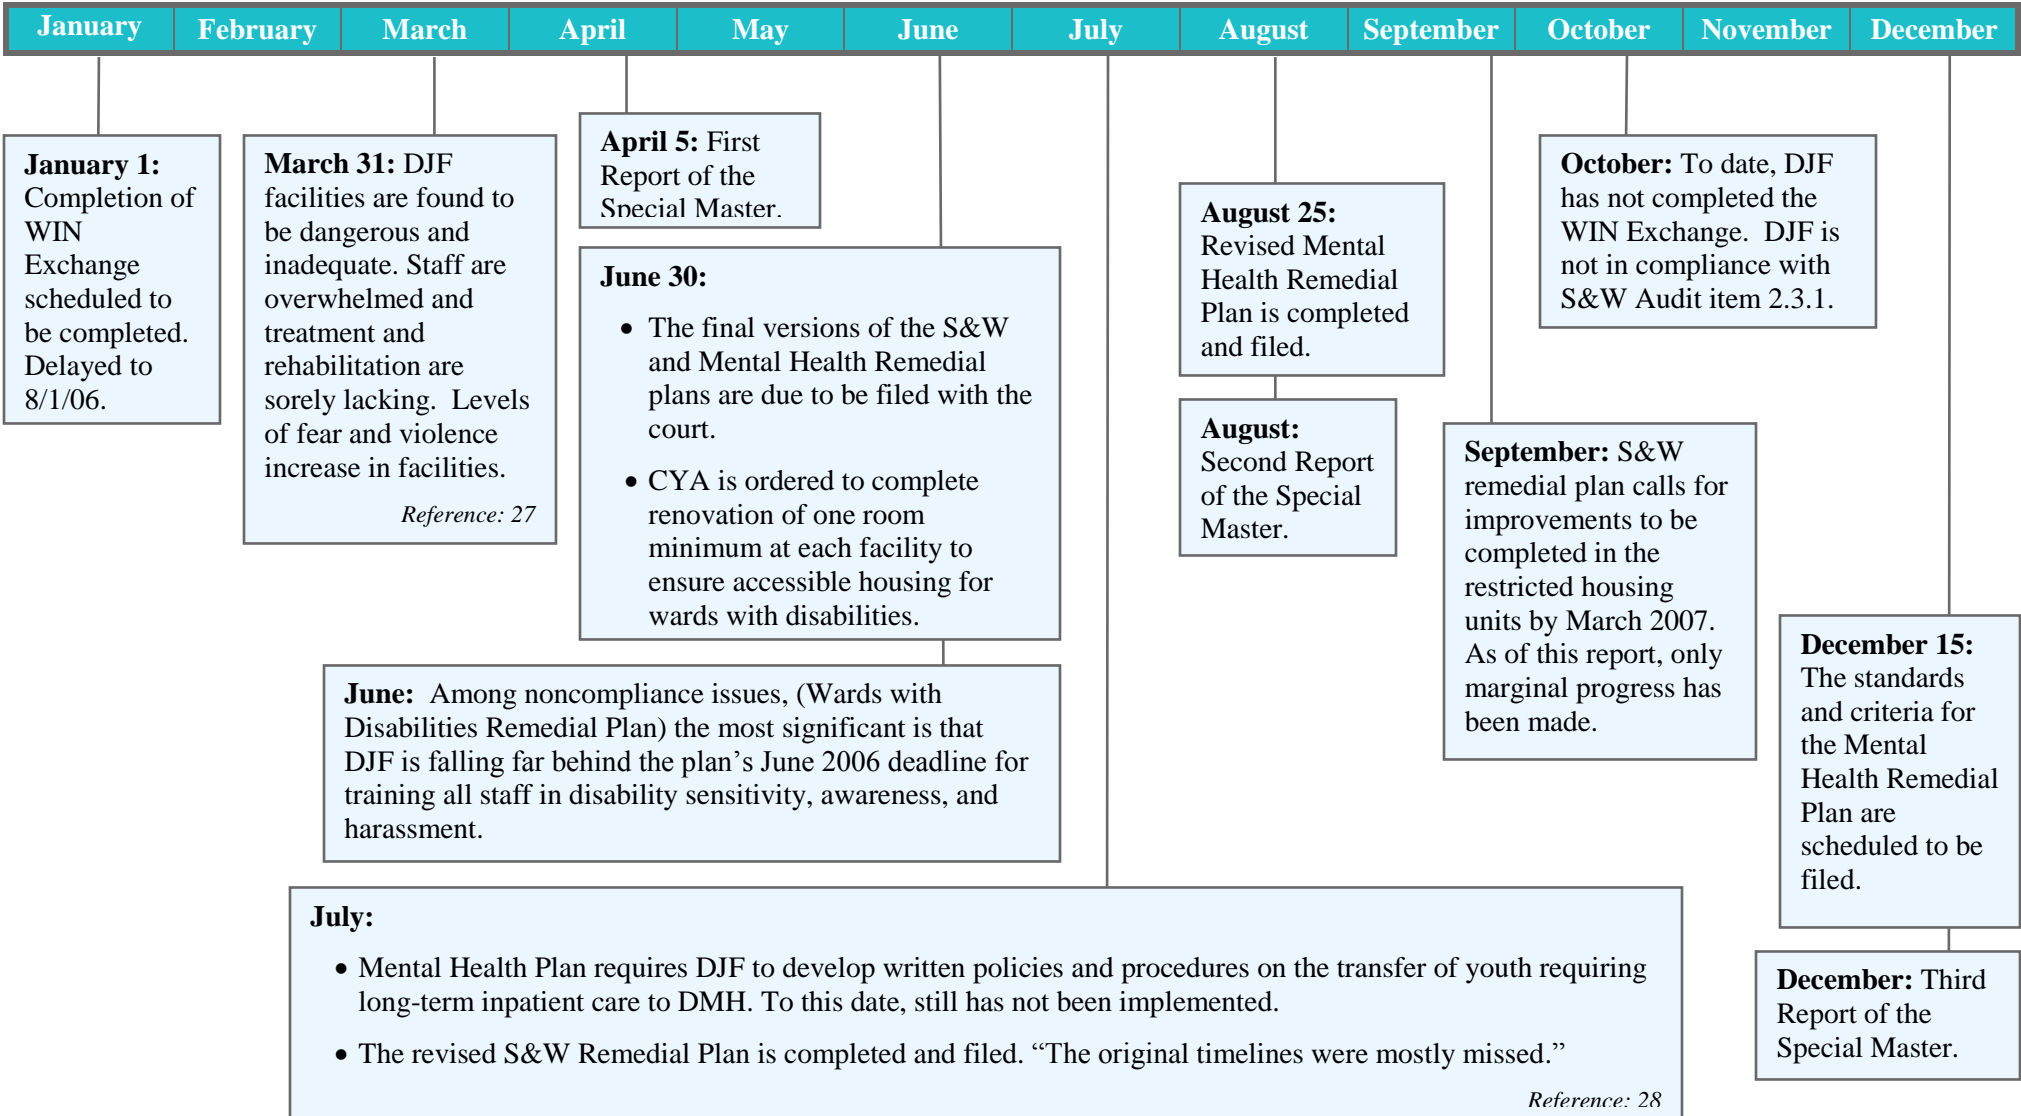 January February March April May June July August September October November December
January 1:
Completion of
WIN
Exchange
scheduled to
be completed.
Delayed to
8/1/06.
March 31: DJF
facilities are found to
be dangerous and
inadequate. Staff are
overwhelmed and
treatment and
rehabilitation are
sorely lacking.  Levels
of fear and violence
increase in facilities.
Reference: 27
April 5: First
Report of the
Special Master.
June 30:
• The final versions of the S&W
and Mental Health Remedial
plans are due to be filed with the
court.
• CYA is ordered to complete
renovation of one room
minimum at each facility to
ensure accessible housing for
wards with disabilities.
June:  Among noncompliance issues, (Wards with
Disabilities Remedial Plan) the most significant is that
DJF is falling far behind the plan’s June 2006 deadline for
training all staff in disability sensitivity, awareness, and
harassment.
July:
• Mental Health Plan requires DJF to develop written policies and procedures on the transfer of youth requiring
long-term inpatient care to DMH. To this date, still has not been implemented.
• The revised S&W Remedial Plan is completed and filed. “The original timelines were mostly missed.”
Reference: 28
August 25:
Revised Mental
Health Remedial
Plan is completed
and filed.
August:
Second Report
of the Special
Master.
September: S&W
remedial plan calls for
improvements to be
completed in the
restricted housing
units by March 2007.
As of this report, only
marginal progress has
been made.
October: To date, DJF
has not completed the
WIN Exchange.  DJF is
not in compliance with
S&W Audit item 2.3.1.
December 15:
The standards
and criteria for
the Mental
Health Remedial
Plan are
scheduled to be
filed.
December: Third
Report of the
Special Master.